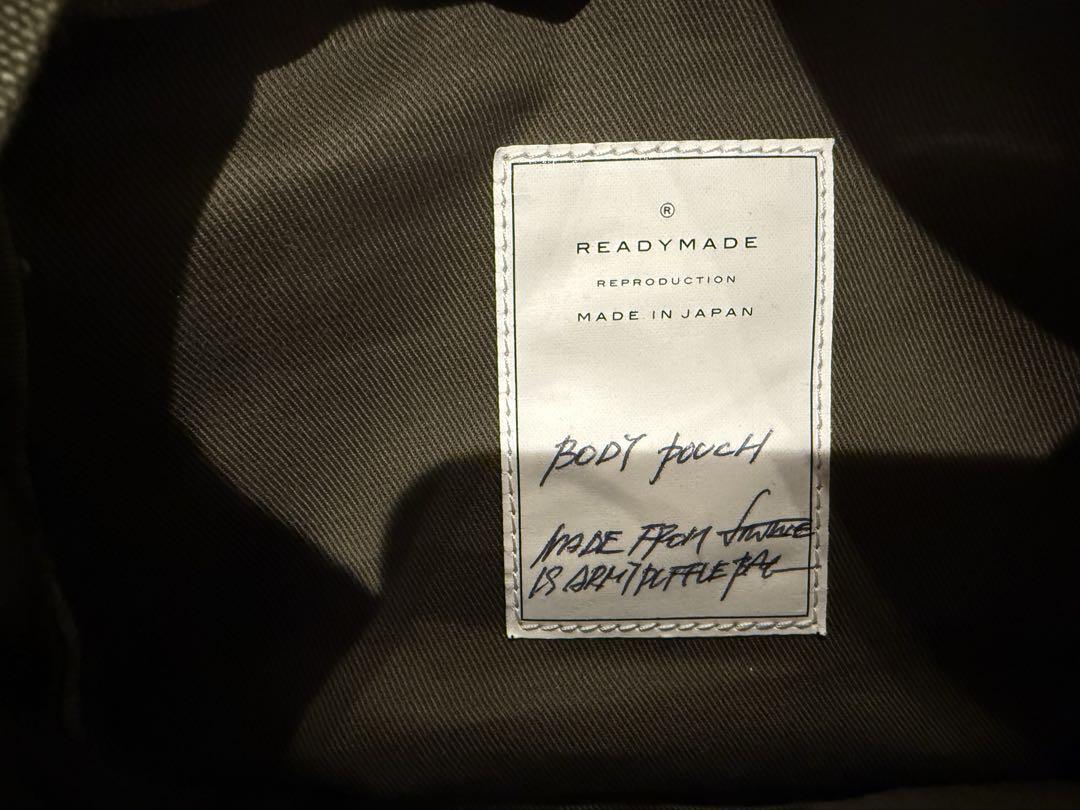 ®
READYMADE
REPRODUCTION
MADE IN JAPAN
BODY POUCH
MADE FROM
US ARMY DUFFLE BAG